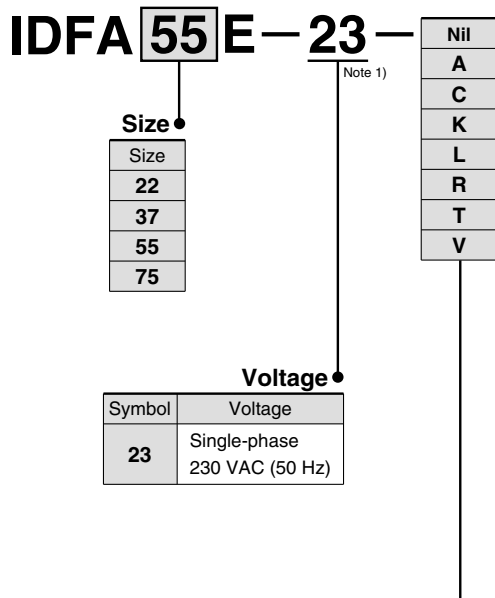 IDFA 55 E — 23 —
Note 1)
Nil
A
C
K
L
R
T
V
Size
Size
22
37
55
75
Voltage
Symbol Voltage
23 Single-phase
230 VAC (50 Hz)